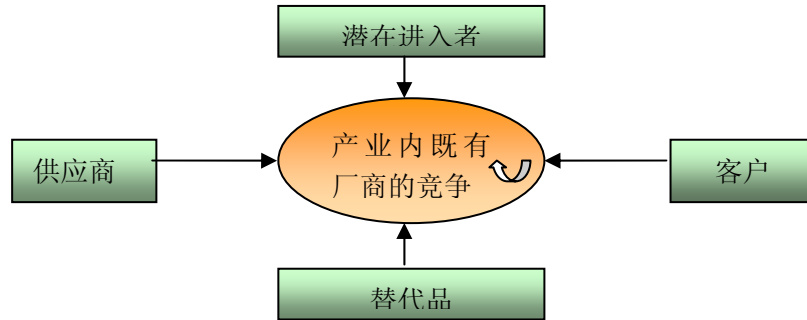 潜在进入者
供应商
产业内既有
厂商的竞争
客户
替代品